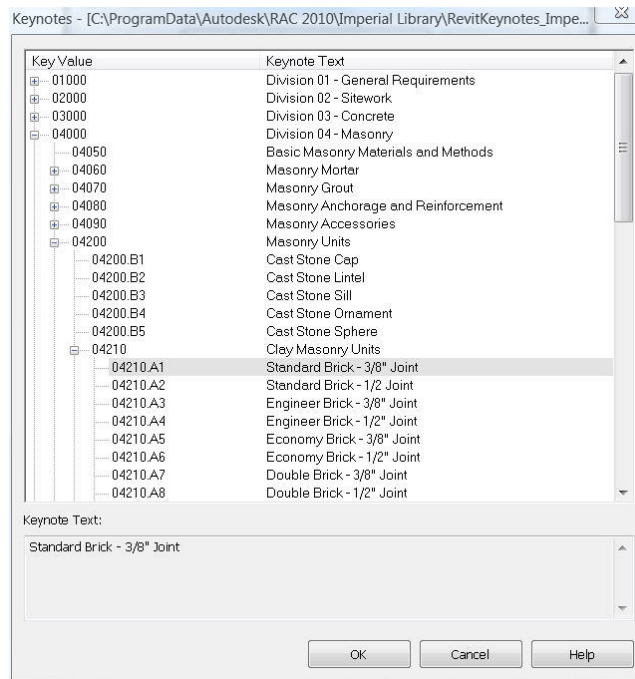 Keynotes - [C:\ProgramData\Autodesk\RAC 2010\Imperial Library\RevitKeynotes_Impe...
Key Value Keynote Text
01000 Division 01 - General Requirements
02000 Division 02 - Sitework
03000 Division 03 - Concrete
04000 Division 04 - Masonry
04050 Basic Masonry Materials and Methods
04060 Masonry Mortar
04070 Masonry Grout
04080 Masonry Anchorage and Reinforcement
04090 Masonry Accessories
04200 Masonry Units
04200.B1 Cast Stone Cap
04200.B2 Cast Stone Lintel
04200.B3 Cast Stone Sill
04200.B4 Cast Stone Ornament
04200.B5 Cast Stone Sphere
04210 Clay Masonry Units
04210.A1 Standard Brick - 3/8" Joint
04210.A2 Standard Brick - 1/2 Joint
04210.A3 Engineer Brick - 3/8" Joint
04210.A4 Engineer Brick - 1/2" Joint
04210.A5 Economy Brick - 3/8" Joint
04210.A6 Economy Brick - 1/2" Joint
04210.A7 Double Brick - 3/8" Joint
04210.A8 Double Brick - 1/2" Joint
Keynote Text:
Standard Brick - 3/8" Joint
OK Cancel Help